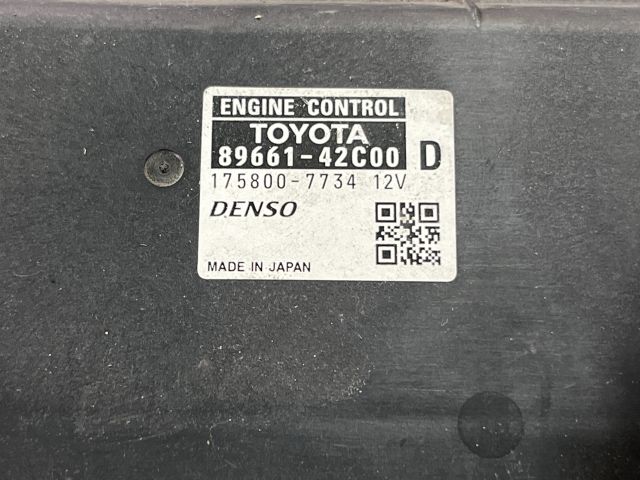 ENGINE CONTROL
TOYOTA
89661-42C00 D
175800-7734 12V
DENSO
MADE IN JAPAN